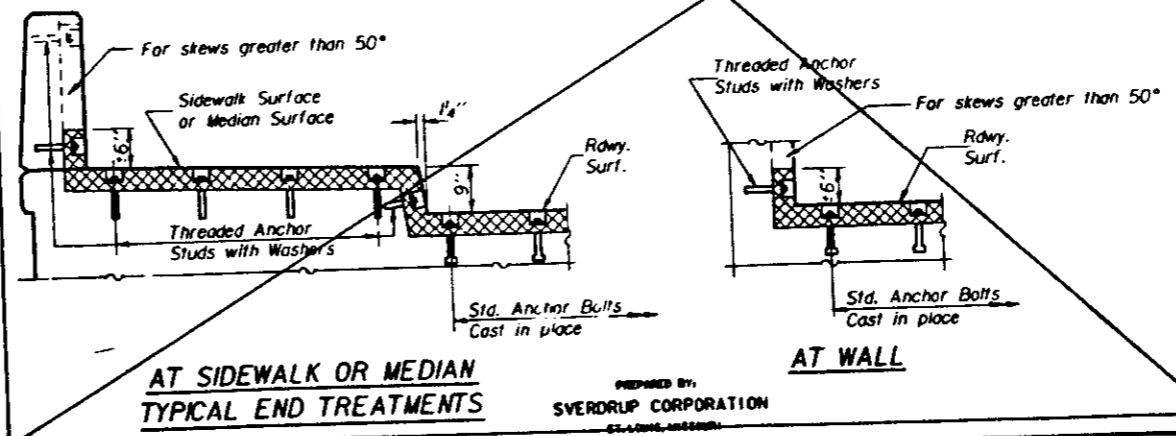 For skews greater than 50°
Sidewalk Surface
or Median Surface
±6"
1¼"
9"
Rdwy.
Surf.
Threaded Anchor
Studs with Washers
Std. Anchor Bolts
Cast in place
AT SIDEWALK OR MEDIAN
TYPICAL END TREATMENTS
Threaded Anchor
Studs with Washers
For skews greater than 50°
±6"
Rdwy.
Surf.
Std. Anchor Bolts
Cast in place
AT WALL
PREPARED BY:
SVERDRUP CORPORATION
ST. LOUIS, MISSOURI